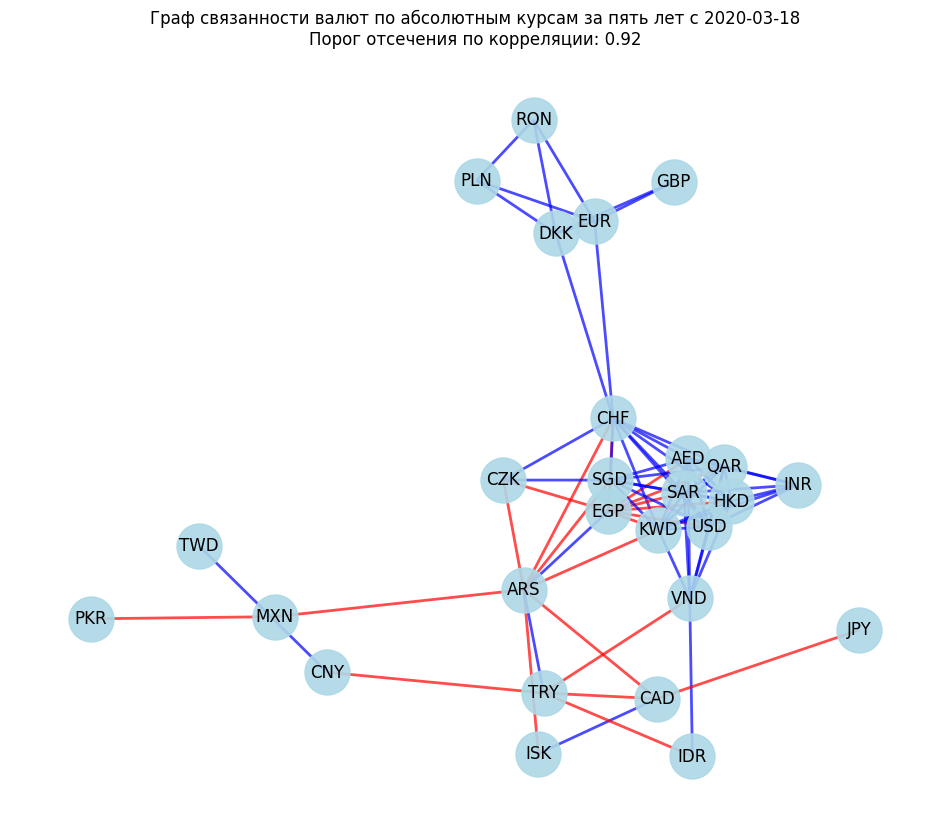 Граф связанности валют по абсолютным курсам за пять лет с 2020-03-18
Порог отсечения по корреляции: 0.92
RON
PLN
GBP
EUR
DKK
CHF
AED
QAR
CZK
SGD
INR
SAR
HKD
EGP
USD
KWD
TWD
ARS
VND
MXN
PKR
JPY
CNY
TRY
CAD
ISK
IDR